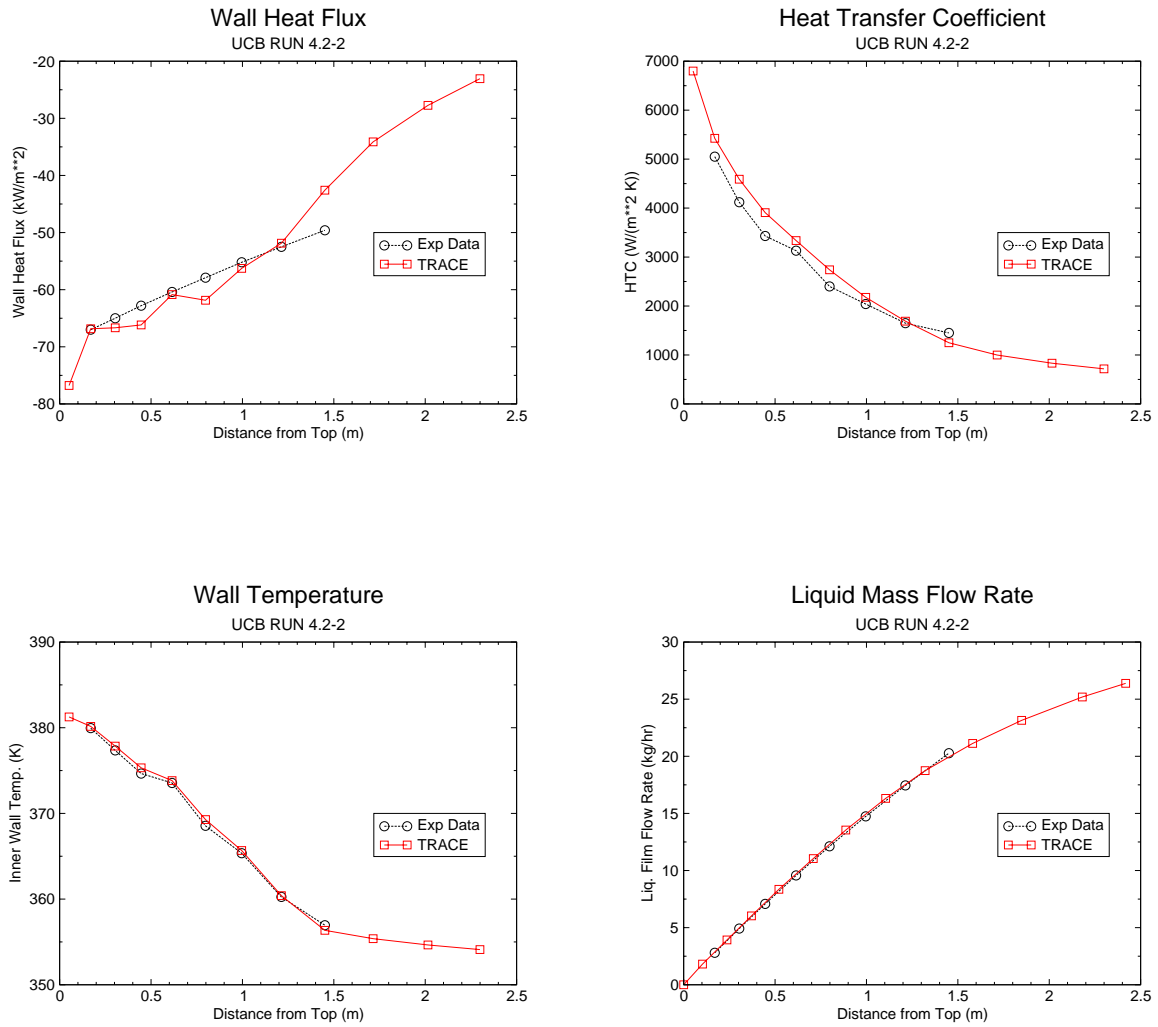 Wall Heat Flux
UCB RUN 4.2-2
-20
-30
-40
-50
-60
-70
-80
0
0.5
1
1.5
2
2.5
Wall Heat Flux (kW/m**2)
Distance from Top (m)
Exp Data
TRACE
Heat Transfer Coefficient
UCB RUN 4.2-2
7000
6000
5000
4000
3000
2000
1000
0
0
0.5
1
1.5
2
2.5
HTC (W/(m**2 K))
Distance from Top (m)
Exp Data
TRACE
Wall Temperature
UCB RUN 4.2-2
390
380
370
360
350
0
0.5
1
1.5
2
2.5
Inner Wall Temp. (K)
Distance from Top (m)
Exp Data
TRACE
Liquid Mass Flow Rate
UCB RUN 4.2-2
30
25
20
15
10
5
0
0
0.5
1
1.5
2
2.5
Liq. Film Flow Rate (kg/hr)
Distance from Top (m)
Exp Data
TRACE